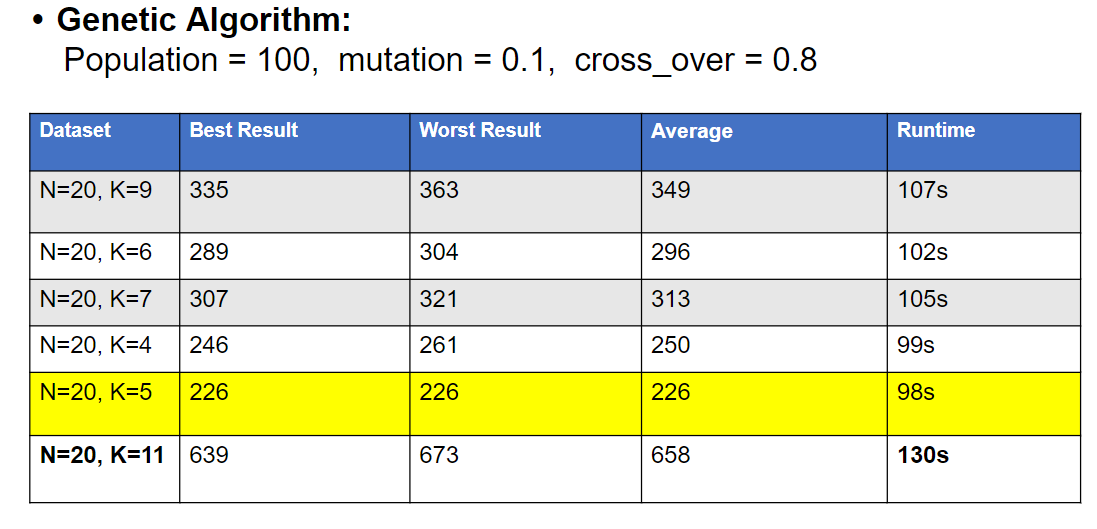 • Genetic Algorithm:
Population = 100, mutation = 0.1, cross_over = 0.8
Dataset Best Result Worst Result Average Runtime
N=20, K=9 335 363 349 107s
N=20, K=6 289 304 296 102s
N=20, K=7 307 321 313 105s
N=20, K=4 246 261 250 99s
N=20, K=5 226 226 226 98s
N=20, K=11 639 673 658 130s